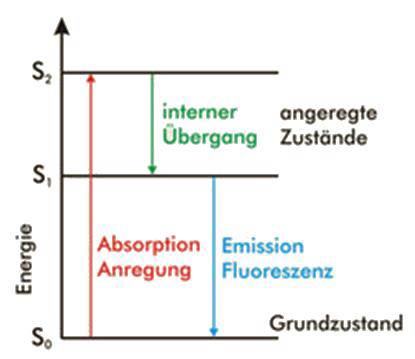 S₂
interner
Übergang
angeregte
Zustände
S₁
Energie
Absorption
Anregung
Emission
Fluoreszenz
Grundzustand
S₀